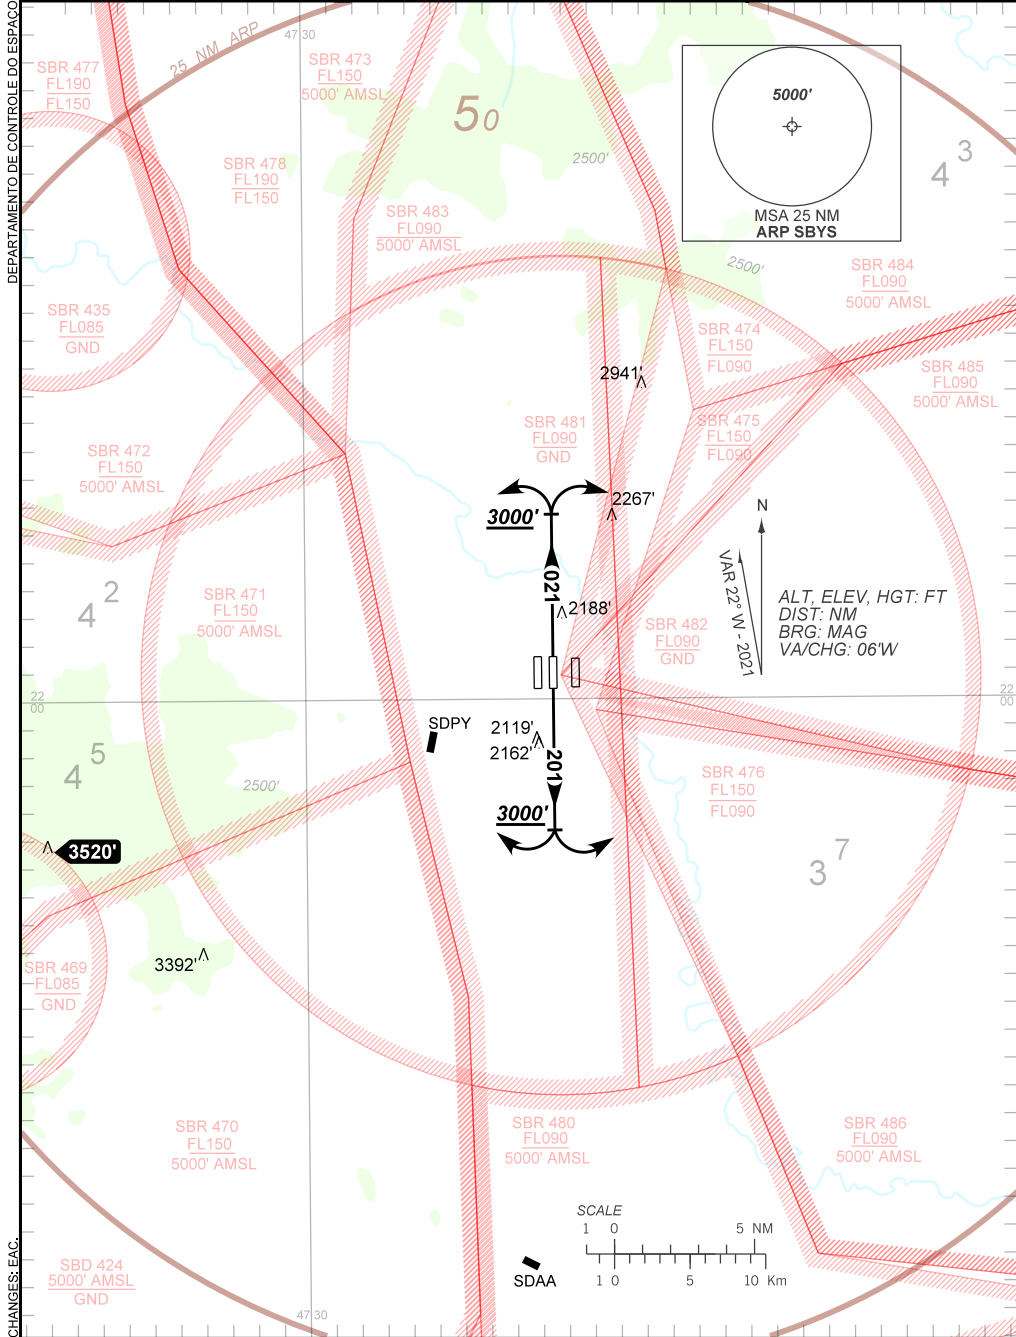 DEPARTAMENTO DE CONTROLE DO ESPAÇO
25 NM ARP
47 30
SBR 477
FL190
FL150
SBR 473
FL150
5000' AMSL
50
5000'
MSA 25 NM
ARP SBYS
2500'
4 3
SBR 478
FL190
FL150
SBR 483
FL090
5000' AMSL
2500'
SBR 484
FL090
5000' AMSL
SBR 435
FL085
GND
SBR 474
FL150
FL090
SBR 485
FL090
5000' AMSL
2941'
SBR 481
FL090
GND
SBR 475
FL150
FL090
SBR 472
FL150
5000' AMSL
3000'
2267'
N
VAR 22° W - 2021
ALT, ELEV, HGT: FT
DIST: NM
BRG: MAG
VA/CHG: 06'W
4 2
SBR 471
FL150
5000' AMSL
021
2188'
SBR 482
FL090
GND
22
00
22
00
SDPY
2119'
2162'
201
4 5
2500'
SBR 476
FL150
FL090
3000'
3520'
3 7
3392'
SBR 469
FL085
GND
SBR 470
FL150
5000' AMSL
SBR 480
FL090
5000' AMSL
SBR 486
FL090
5000' AMSL
SCALE
1 0 5 NM
1 0 5 10 Km
SDAA
SBD 424
5000' AMSL
GND
47 30
CHANGES: EAC.